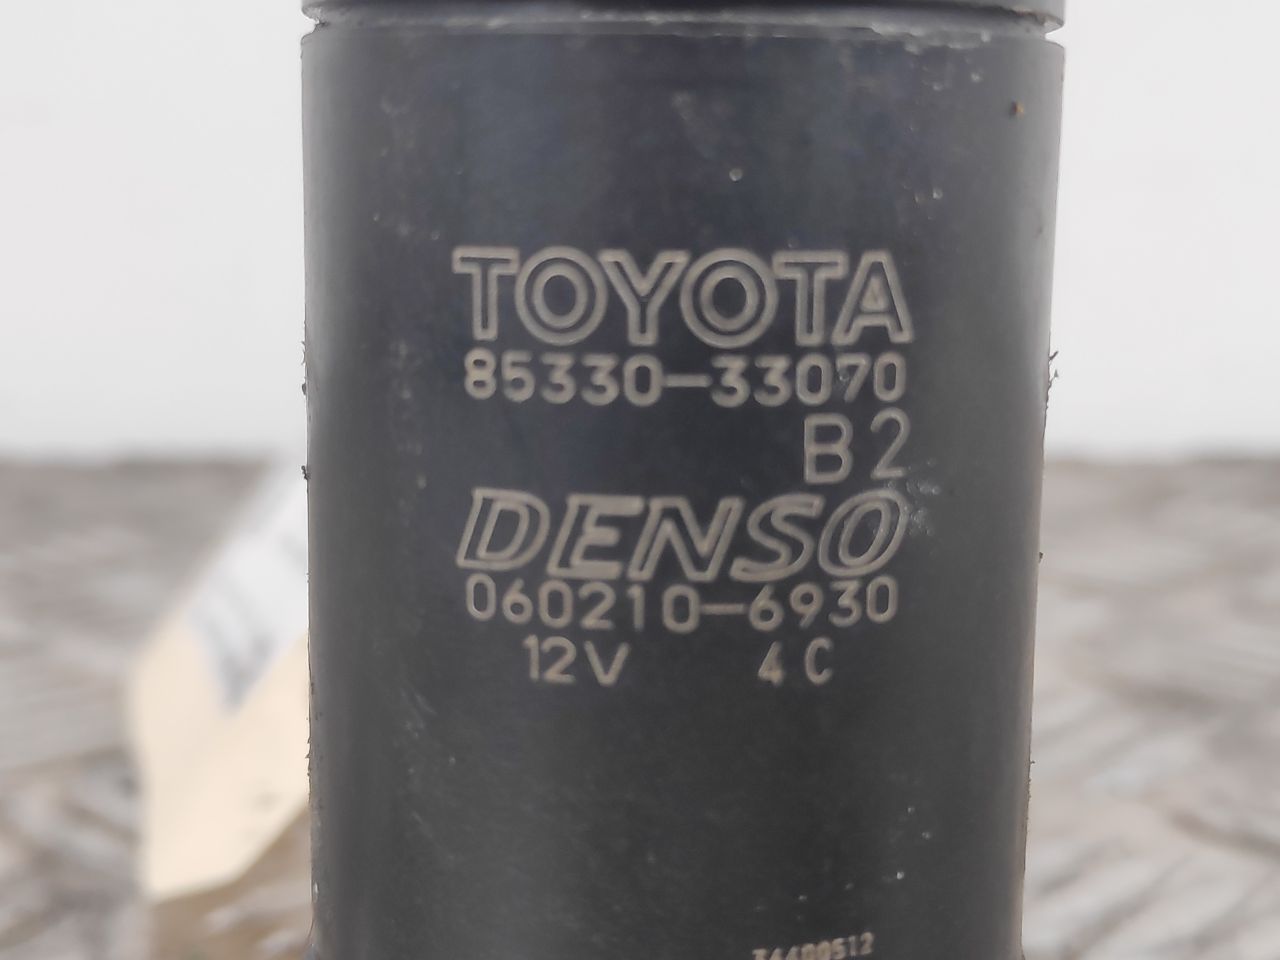 TOYOTA
85330-33070
B2
DENSO
060210-6930
12V 4C